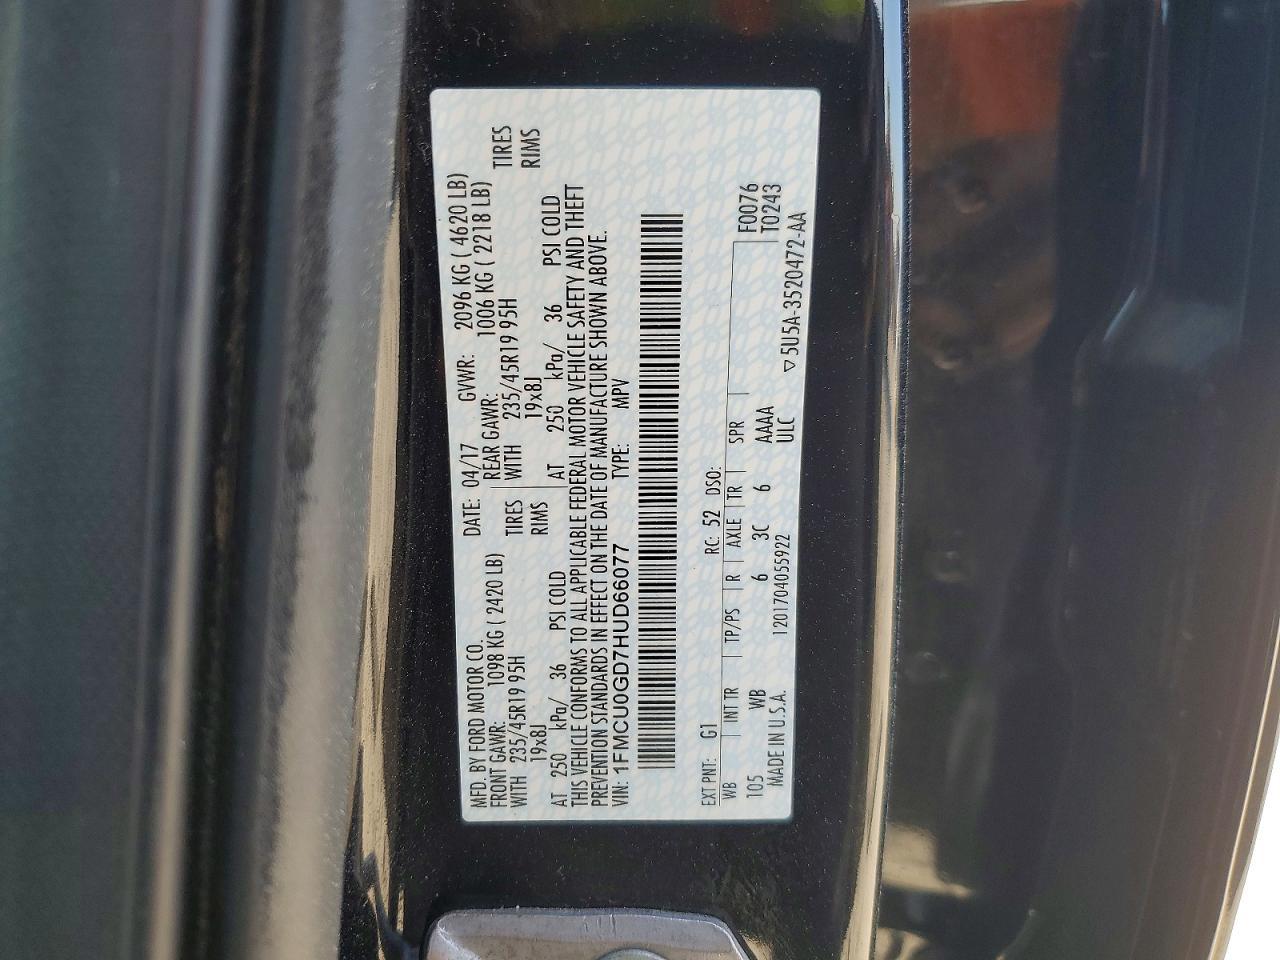 MFD. BY FORD MOTOR CO. DATE: 04/17 GVWR: 2096 KG ( 4620 LB)
FRONT GAWR: 1098 KG ( 2420 LB) REAR GAWR: 1006 KG ( 2218 LB)
WITH 235/45R19 95H TIRES WITH 235/45R19 95H TIRES
19x8J RIMS 19x8J RIMS
AT 250 kPa/ 36 PSI COLD AT 250 kPa/ 36 PSI COLD
THIS VEHICLE CONFORMS TO ALL APPLICABLE FEDERAL MOTOR VEHICLE SAFETY AND THEFT
PREVENTION STANDARDS IN EFFECT ON THE DATE OF MANUFACTURE SHOWN ABOVE.
VIN: 1FMCU0GD7HUD66077 TYPE: MPV
EXT PNT: G1 RC: 52 DSO: F0076
WB INT TR TP/PS R AXLE TR SPR T0243
105 WB 6 3C 6 AAAA
MADE IN U.S.A. 1201704055922 ULC ▽5U5A-3520472-AA